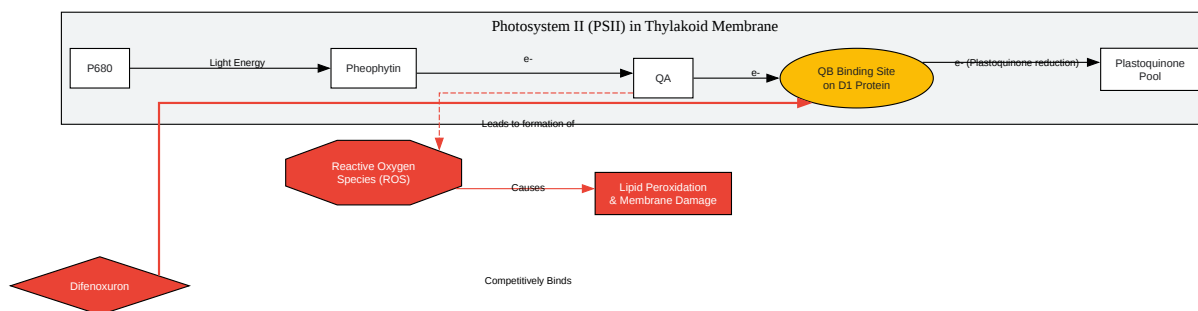 Photosystem II (PSII) in Thylakoid Membrane
P680
Light Energy
Pheophytin
e-
QA
e-
QB Binding Site
on D1 Protein
e- (Plastoquinone reduction)
Plastoquinone
Pool
Leads to formation of
Reactive Oxygen
Species (ROS)
Causes
Lipid Peroxidation
& Membrane Damage
Difenoxuron
Competitively Binds